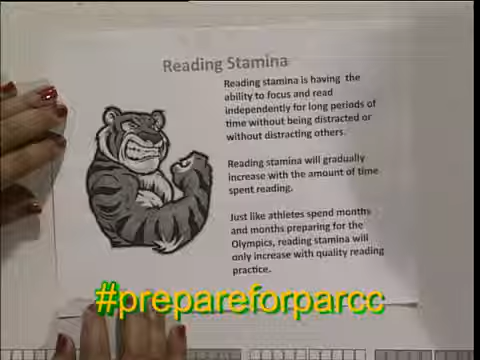 Reading Stamina
Reading stamina is having the
ability to focus and read
independently for long periods of
time without being distracted or
without distracting others.
Reading stamina will gradually
increase with the amount of time
spent reading.
Just like athletes spend months
and months preparing for the
Olympics, reading stamina will
only increase with quality reading
practice.
#prepareforparcc